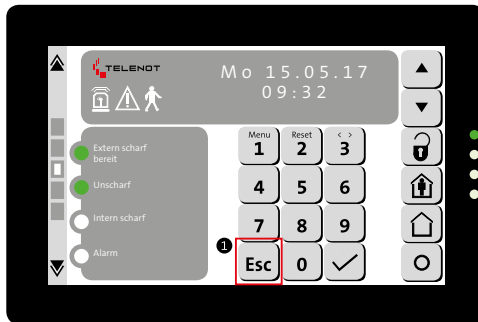 TELENOT
Mo 15.05.17
09:32
Extern scharf
bereit
Unscharf
Intern scharf
Alarm
Menu Reset < >
1 2 3
4 5 6
7 8 9
1
Esc 0